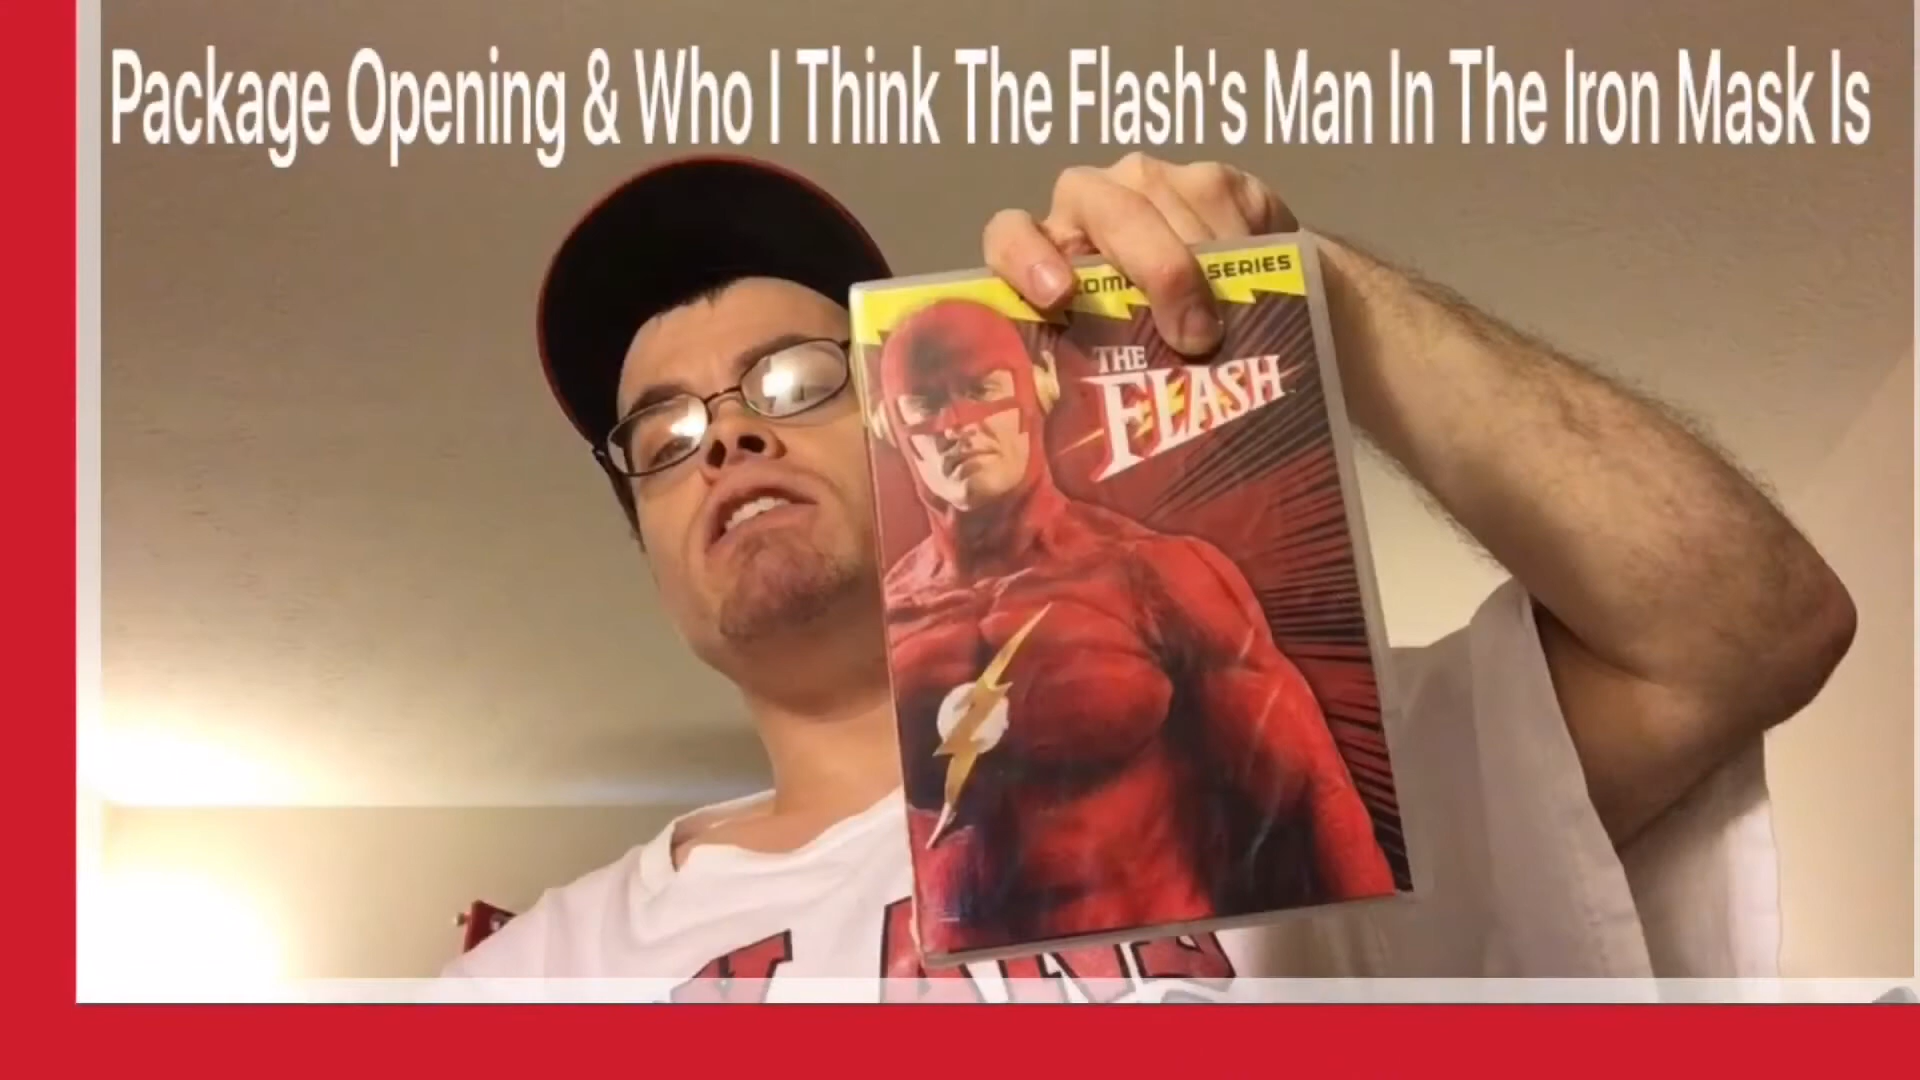 Package Opening & Who I Think The Flash's Man In The Iron Mask Is
SERIES
THE
FLASH